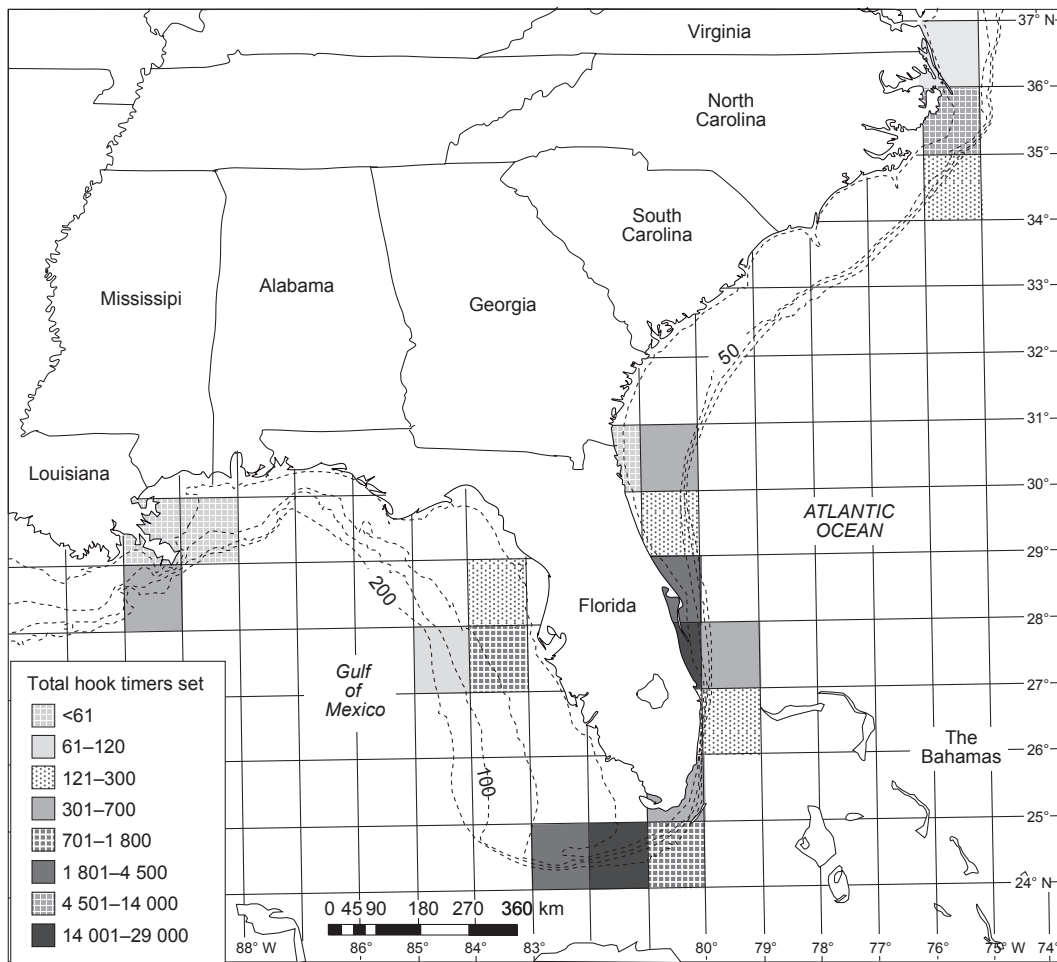 37° N
Virginia
36°
North
Carolina
35°
34°
South
Carolina
33°
Mississipi
Alabama
Georgia
32°
50
31°
Louisiana
30°
ATLANTIC
OCEAN
29°
200
Florida
28°
Gulf
of
Mexico
27°
The
Bahamas
26°
100
25°
24° N
Total hook timers set
<61
61–120
121–300
301–700
701–1 800
1 801–4 500
4 501–14 000
14 001–29 000
0 45 90 180 270 360 km
88° W 86° 85° 84° 83° 82° 81° 80° 79° 78° 77° 76° 75° W 74°